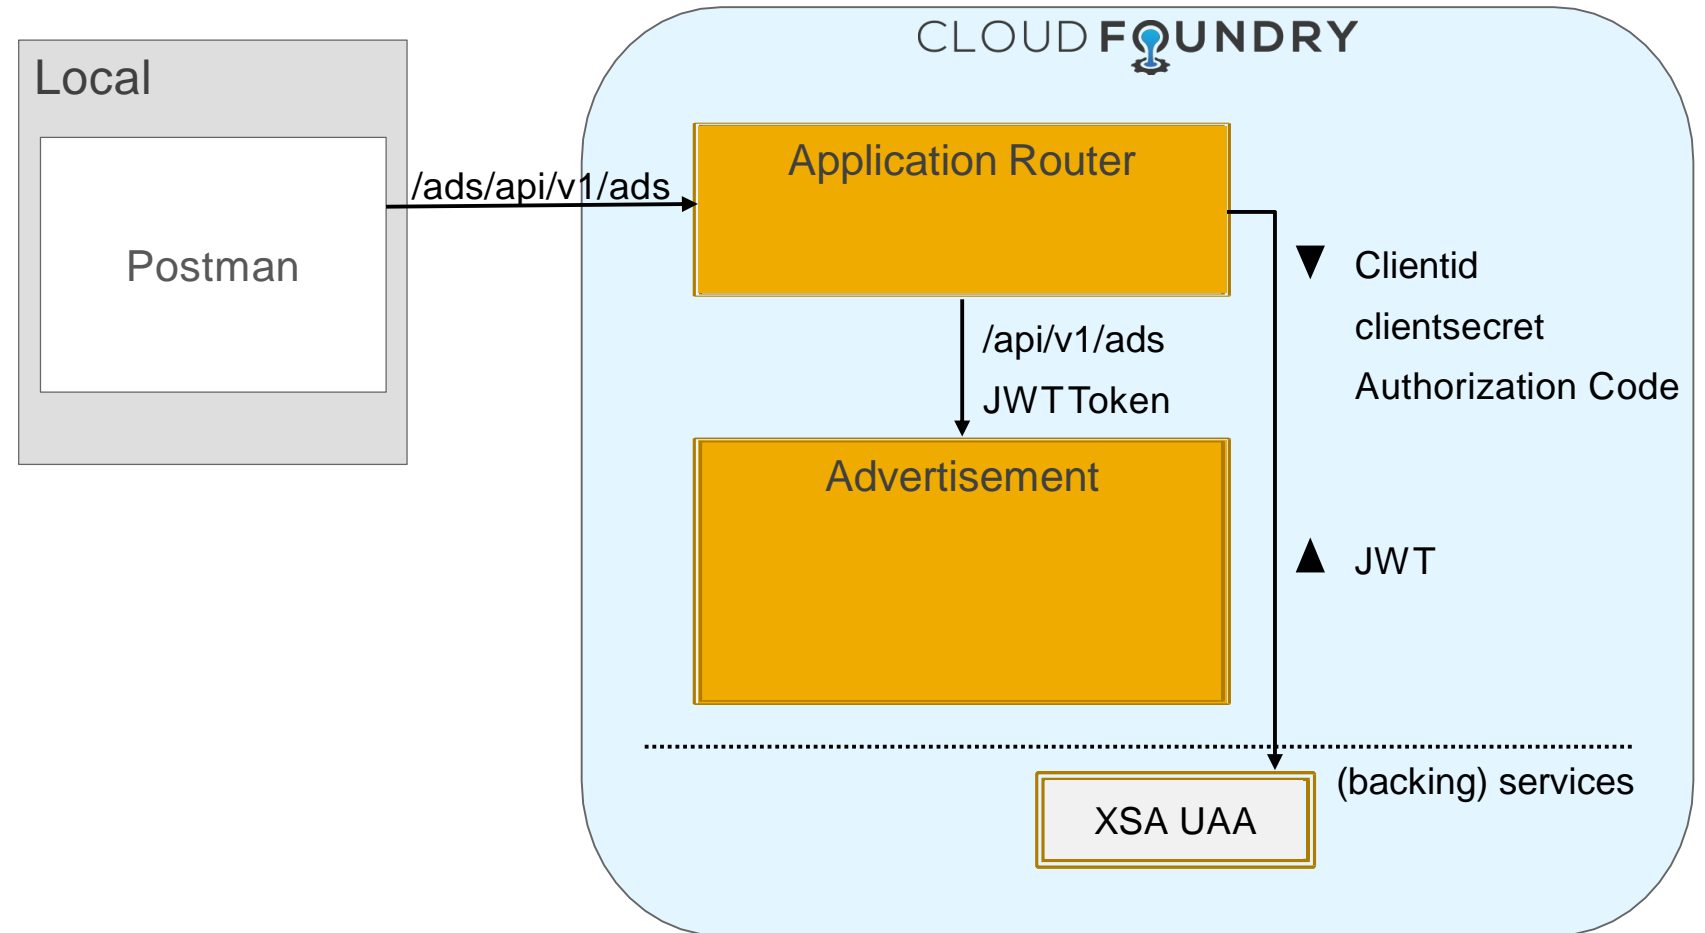 CLOUD FOUNDRY
Local
Application Router
/ads/api/v1/ads
Postman
Clientid
clientsecret
Authorization Code
/api/v1/ads
JWT Token
Advertisement
JWT
(backing) services
XSA UAA